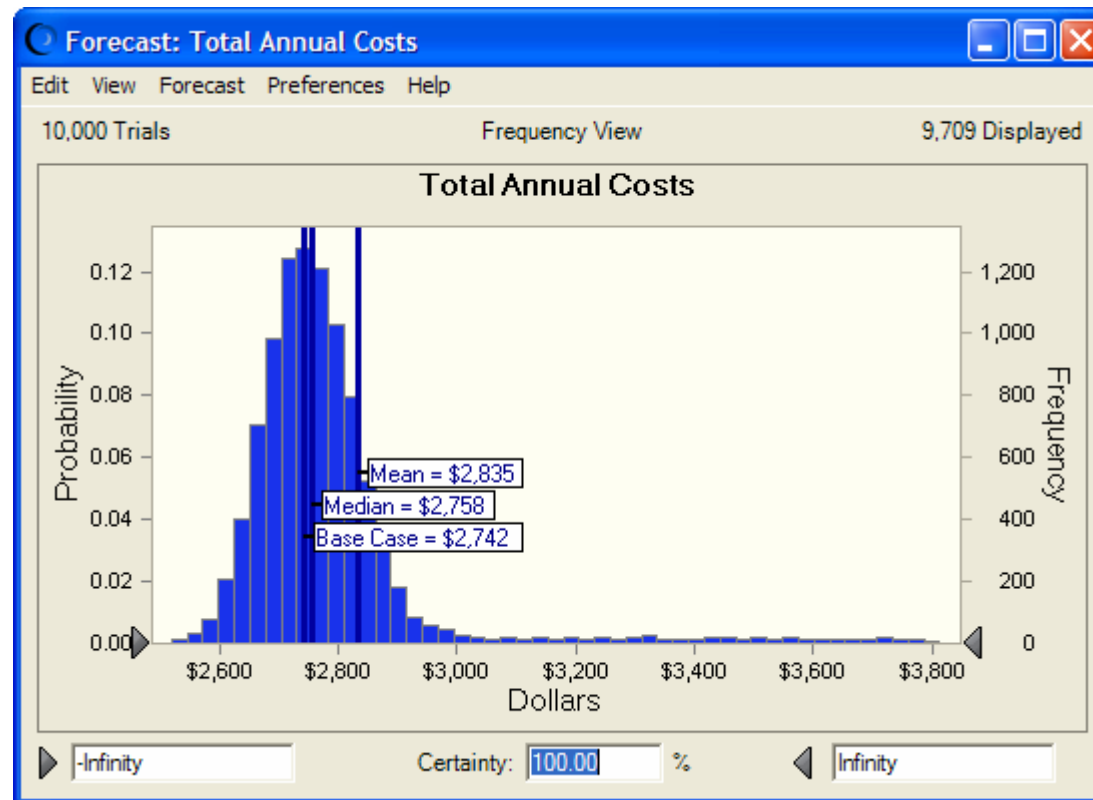 Forecast: Total Annual Costs
Edit View Forecast Preferences Help
10,000 Trials Frequency View 9,709 Displayed
Total Annual Costs
0.12 1,200
0.10 1,000
0.08 800
0.06 600
0.04 400
0.02 200
0.00 0
Probability
Frequency
Mean = $2,835
Median = $2,758
Base Case = $2,742
$2,600 $2,800 $3,000 $3,200 $3,400 $3,600 $3,800
Dollars
-Infinity Certainty: 100.00 % Infinity